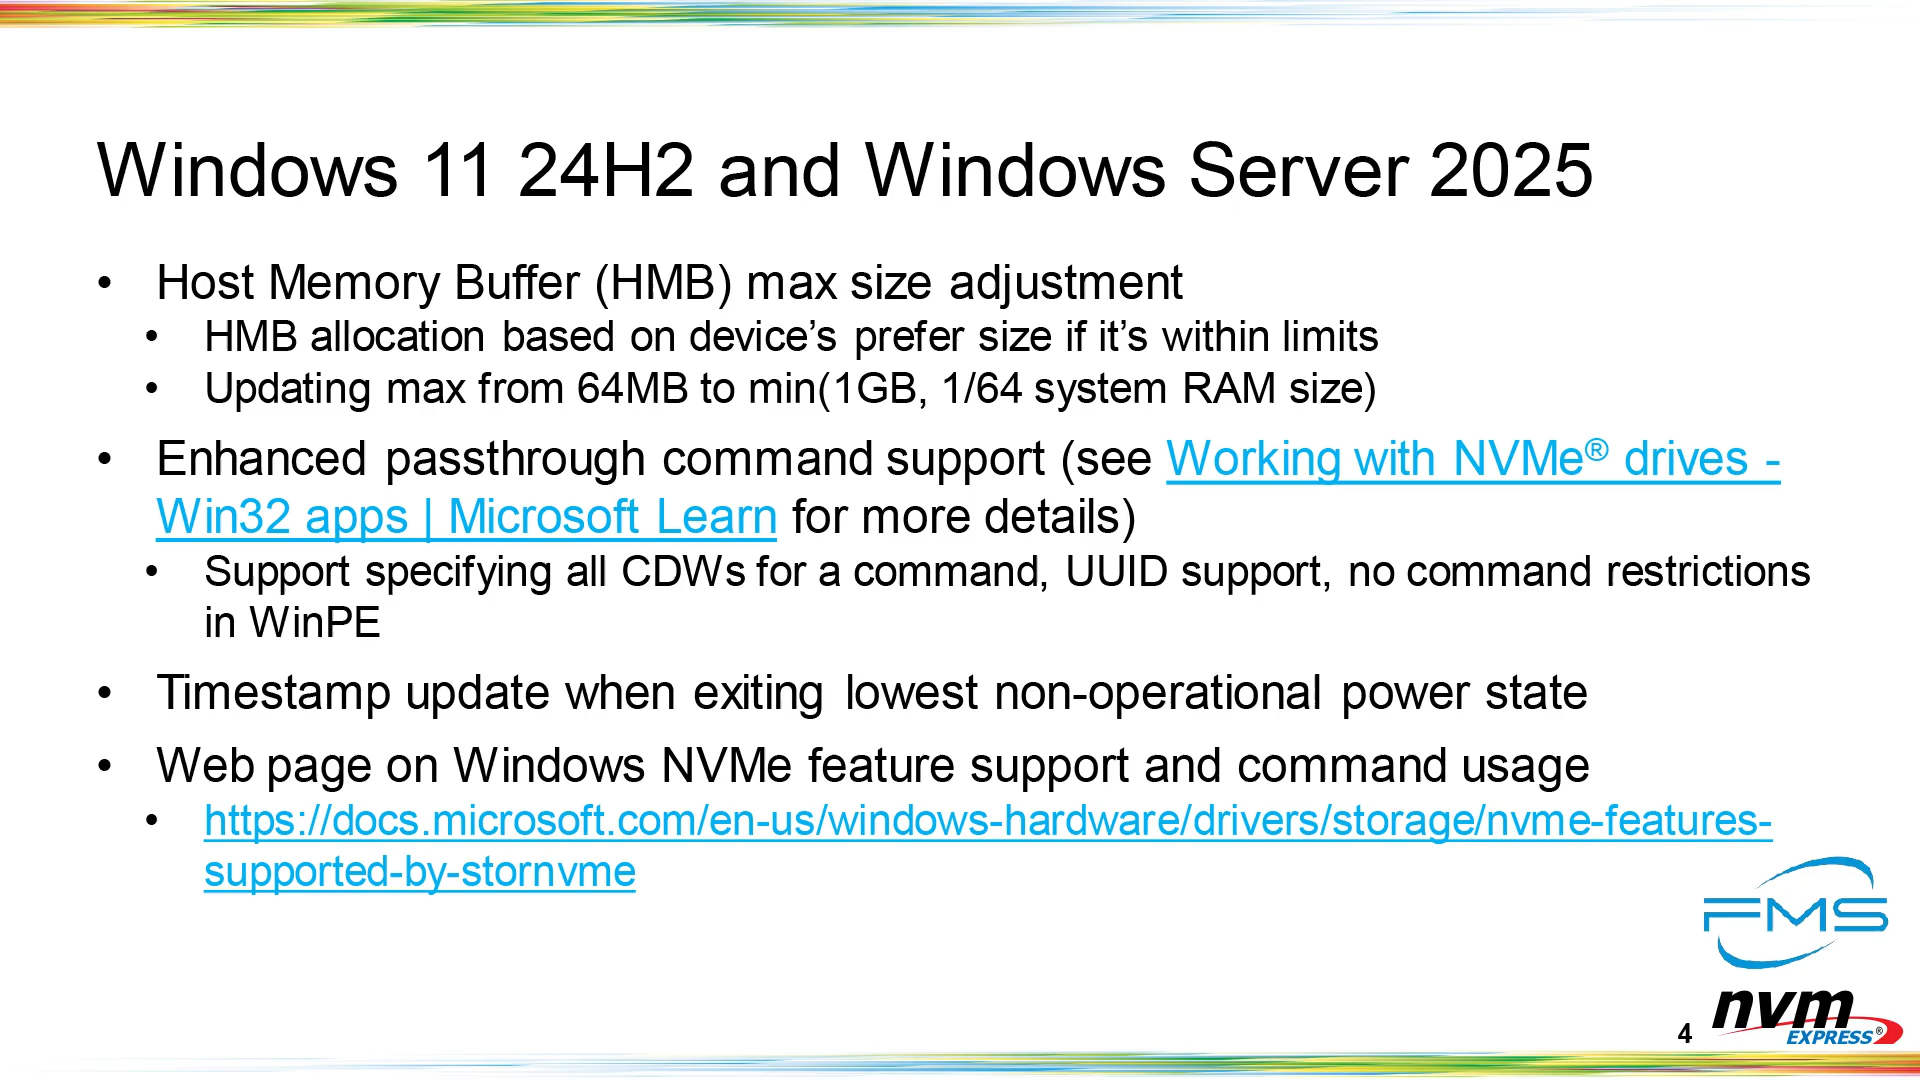 Windows 11 24H2 and Windows Server 2025
• Host Memory Buffer (HMB) max size adjustment
• HMB allocation based on device’s prefer size if it’s within limits
• Updating max from 64MB to min(1GB, 1/64 system RAM size)
• Enhanced passthrough command support (see Working with NVMe® drives -
Win32 apps | Microsoft Learn for more details)
• Support specifying all CDWs for a command, UUID support, no command restrictions
in WinPE
• Timestamp update when exiting lowest non-operational power state
• Web page on Windows NVMe feature support and command usage
• https://docs.microsoft.com/en-us/windows-hardware/drivers/storage/nvme-features-
supported-by-stornvme
FMS
4
nvm
EXPRESS®